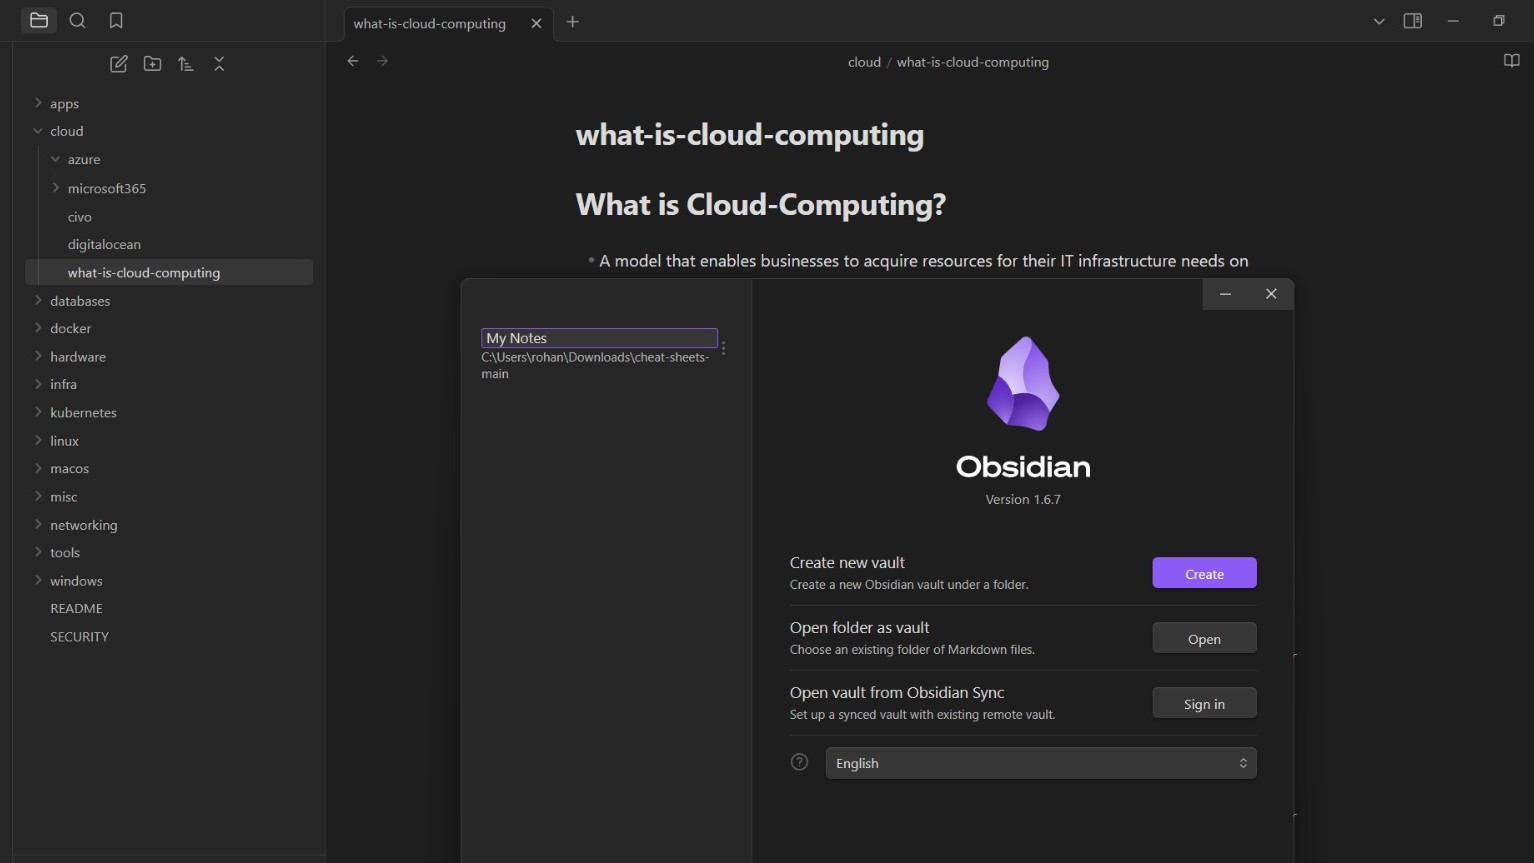 what-is-cloud-computing
cloud / what-is-cloud-computing
apps
cloud
azure
microsoft365
civo
digitalocean
what-is-cloud-computing
databases
docker
hardware
infra
kubernetes
linux
macos
misc
networking
tools
windows
README
SECURITY
what-is-cloud-computing
What is Cloud-Computing?
A model that enables businesses to acquire resources for their IT infrastructure needs on
My Notes
C:\Users\rohan\Downloads\cheat-sheets-
main
Obsidian
Version 1.6.7
Create new vault
Create a new Obsidian vault under a folder.
Create
Open folder as vault
Choose an existing folder of Markdown files.
Open
Open vault from Obsidian Sync
Set up a synced vault with existing remote vault.
Sign in
English